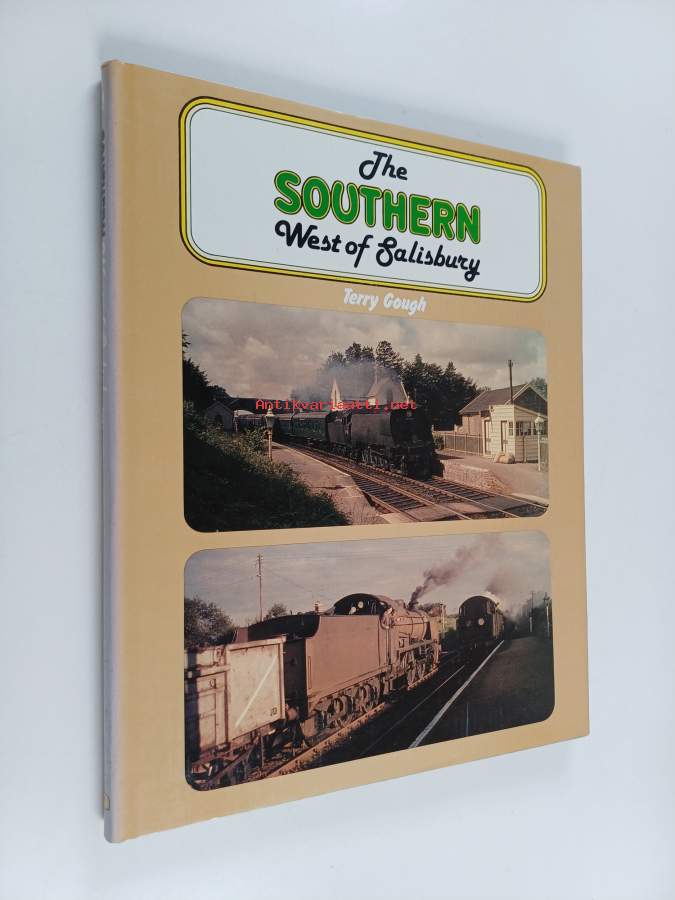 The
SOUTHERN
West of Salisbury
Terry Gough
Antikvariaatti.net